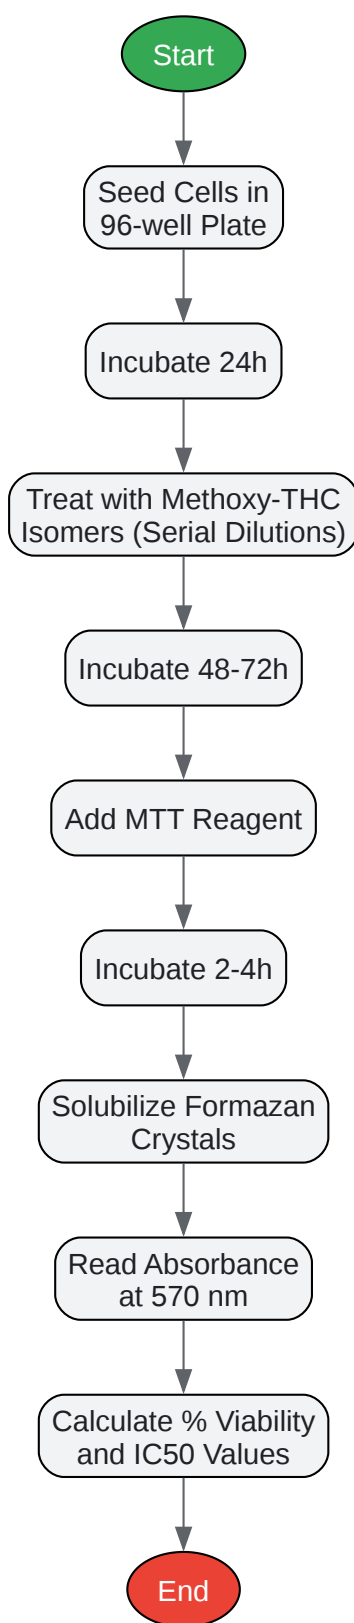 Start
Seed Cells in
96-well Plate
Incubate 24h
Treat with Methoxy-THC
Isomers (Serial Dilutions)
Incubate 48-72h
Add MTT Reagent
Incubate 2-4h
Solubilize Formazan
Crystals
Read Absorbance
at 570 nm
Calculate % Viability
and IC50 Values
End